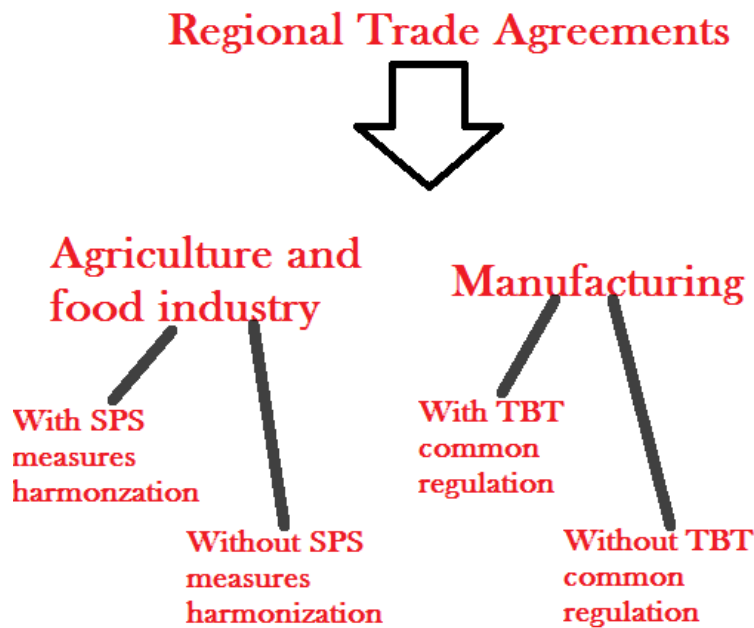 Regional Trade Agreements
Agriculture and
food industry
Manufacturing
With SPS
measures
harmonzation
With TBT
common
regulation
Without SPS
measures
harmonization
Without TBT
common
regulation